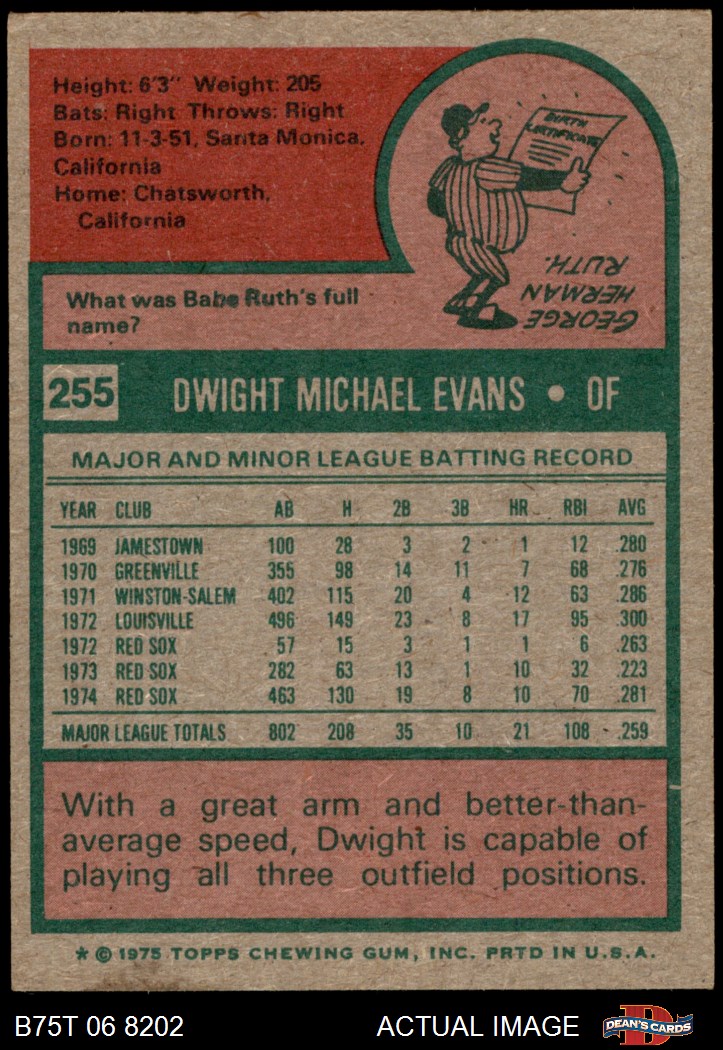 Height: 6'3" Weight: 205
Bats: Right Throws: Right
Born: 11-3-51, Santa Monica,
California
Home: Chatsworth,
California
BIRTH
CERTIFICATE
What was Babe Ruth's full
name?
GEORGE
HERMAN
RUTH.
255 DWIGHT MICHAEL EVANS • OF
MAJOR AND MINOR LEAGUE BATTING RECORD
YEAR CLUB AB H 2B 3B HR RBI AVG
1969 JAMESTOWN 100 28 3 2 1 12 .280
1970 GREENVILLE 355 98 14 11 7 68 .276
1971 WINSTON-SALEM 402 115 20 4 12 63 .286
1972 LOUISVILLE 496 149 23 8 17 95 .300
1972 RED SOX 57 15 3 1 1 6 .263
1973 RED SOX 282 63 13 1 10 32 .223
1974 RED SOX 463 130 19 8 10 70 .281
MAJOR LEAGUE TOTALS 802 208 35 10 21 108 .259
With a great arm and better-than-
average speed, Dwight is capable of
playing all three outfield positions.
* © 1975 TOPPS CHEWING GUM, INC. PRTD IN U.S.A.
B75T 06 8202 ACTUAL IMAGE DEAN'S CARDS